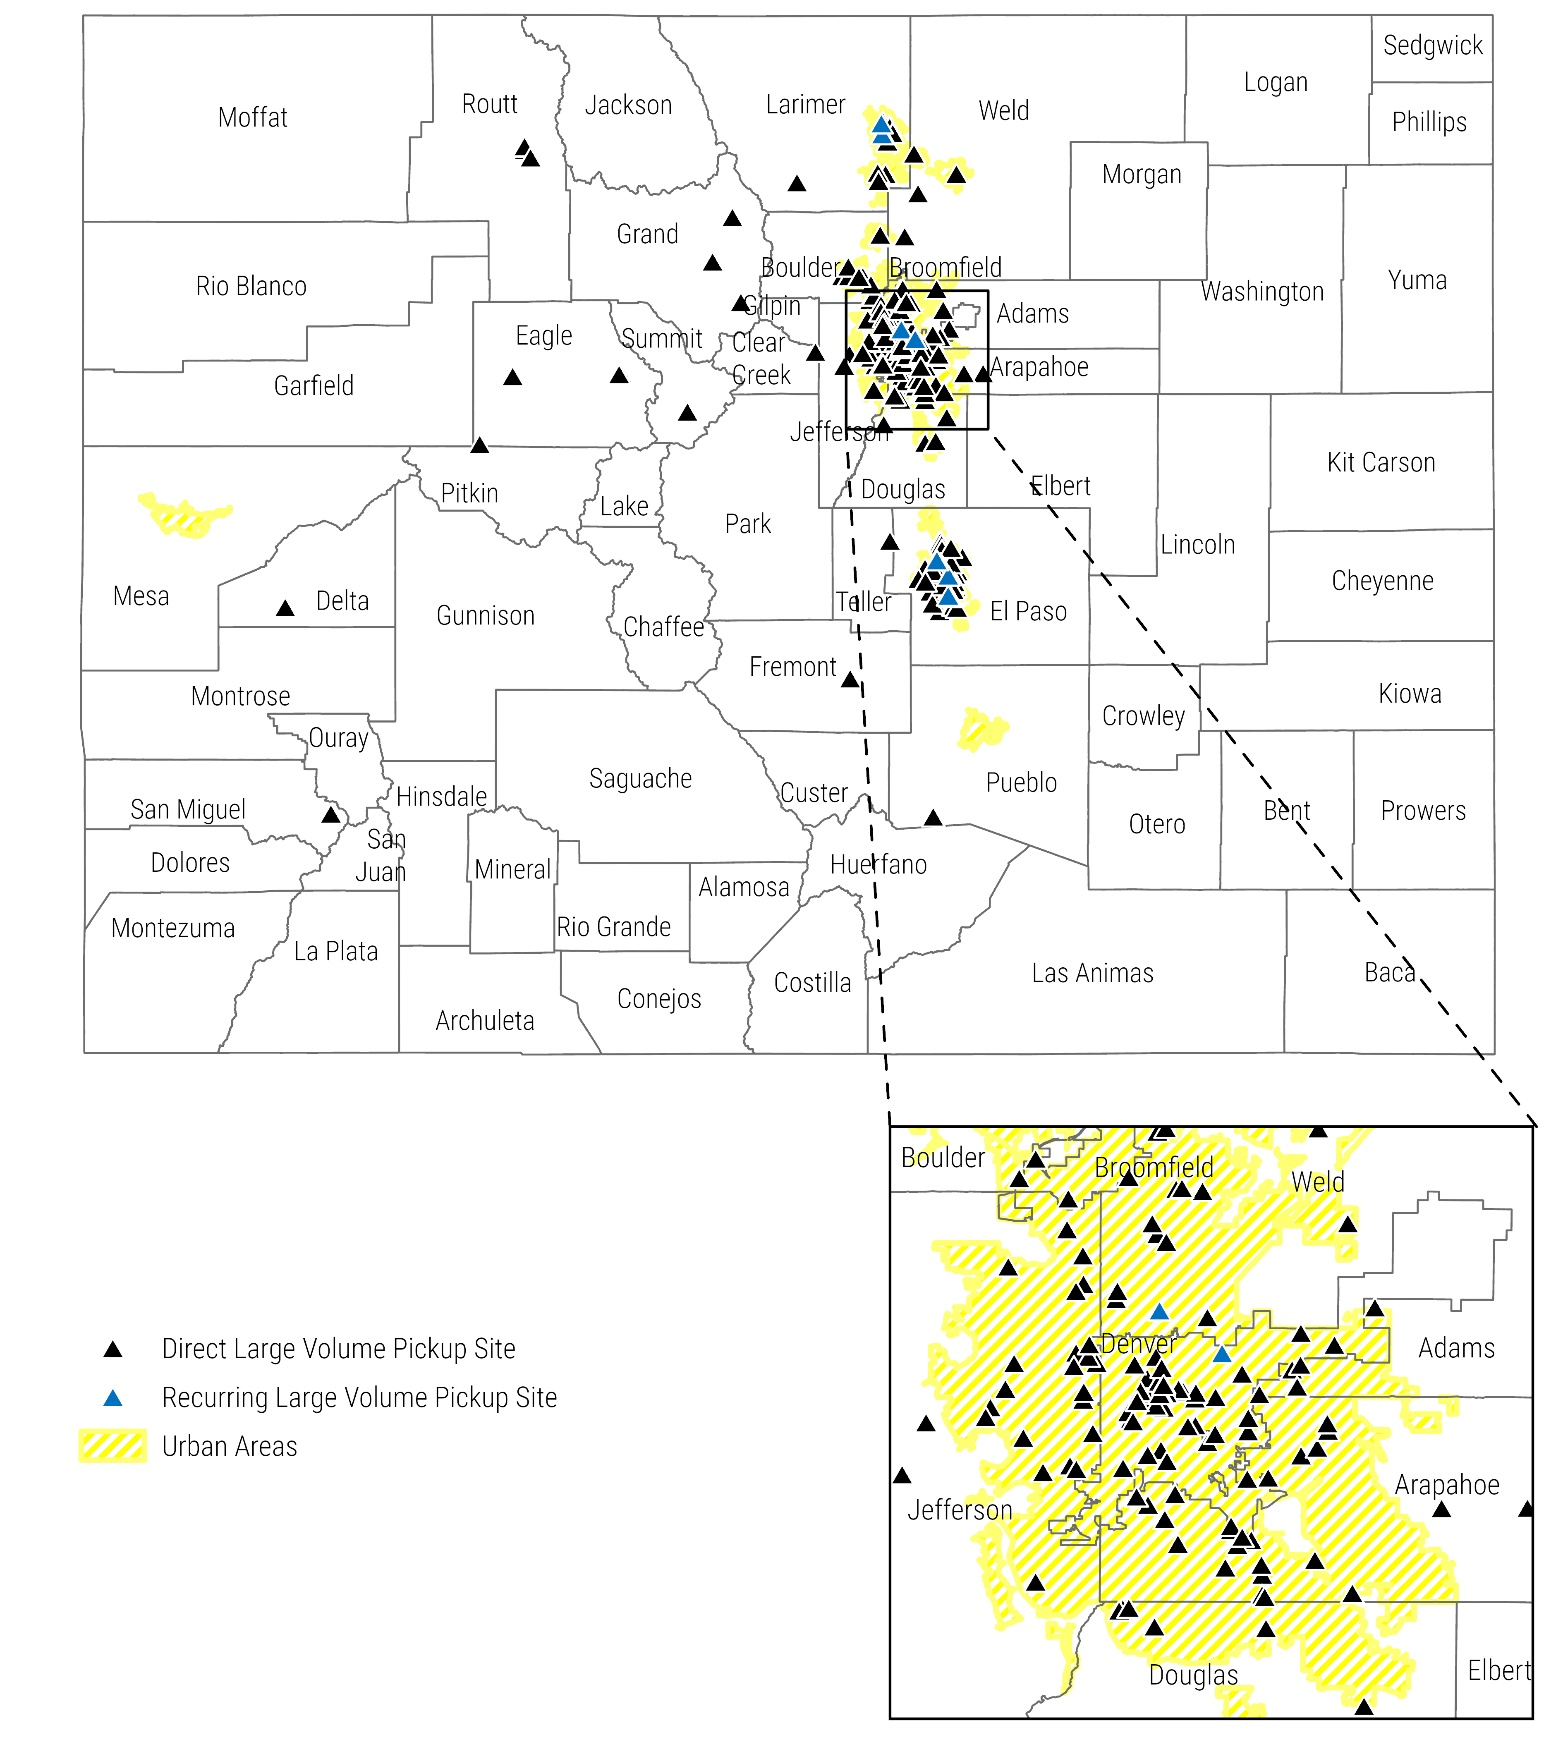 Sedgwick
Logan
Moffat
Routt
Jackson
Larimer
Weld
Phillips
Morgan
Grand
Rio Blanco
Boulder
Broomfield
Washington
Yuma
Gilpin
Adams
Eagle
Summit
Clear
Creek
Arapahoe
Garfield
Jefferson
Kit Carson
Pitkin
Lake
Douglas
Elbert
Park
Lincoln
Mesa
Delta
Gunnison
Chaffee
Teller
El Paso
Cheyenne
Fremont
Montrose
Kiowa
Crowley
Ouray
Saguache
Pueblo
Hinsdale
Custer
San Miguel
Otero
Bent
Prowers
San
Juan
Dolores
Mineral
Huerfano
Alamosa
Montezuma
Rio Grande
La Plata
Costilla
Las Animas
Baca
Conejos
Archuleta
Boulder
Broomfield
Weld
Denver
Adams
Arapahoe
Jefferson
Douglas
Elbert
Direct Large Volume Pickup Site
Recurring Large Volume Pickup Site
Urban Areas